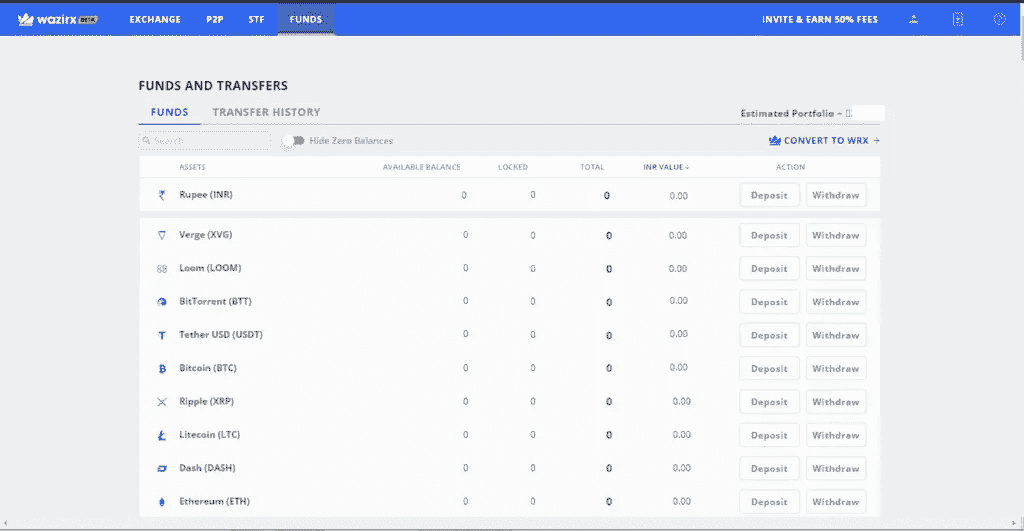 wazirx BETA EXCHANGE P2P STF FUNDS INVITE & EARN 50% FEES
FUNDS AND TRANSFERS
FUNDS TRANSFER HISTORY
Estimated Portfolio –
Search Hide Zero Balances CONVERT TO WRX →
ASSETS AVAILABLE BALANCE LOCKED TOTAL INR VALUE↓ ACTION
₹ Rupee (INR) 0 0 0 0.00 Deposit Withdraw
Verge (XVG) 0 0 0 0.00 Deposit Withdraw
Loom (LOOM) 0 0 0 0.00 Deposit Withdraw
BitTorrent (BTT) 0 0 0 0.00 Deposit Withdraw
Tether USD (USDT) 0 0 0 0.00 Deposit Withdraw
Bitcoin (BTC) 0 0 0 0.00 Deposit Withdraw
Ripple (XRP) 0 0 0 0.00 Deposit Withdraw
Litecoin (LTC) 0 0 0 0.00 Deposit Withdraw
Dash (DASH) 0 0 0 0.00 Deposit Withdraw
Ethereum (ETH) 0 0 0 0.00 Deposit Withdraw